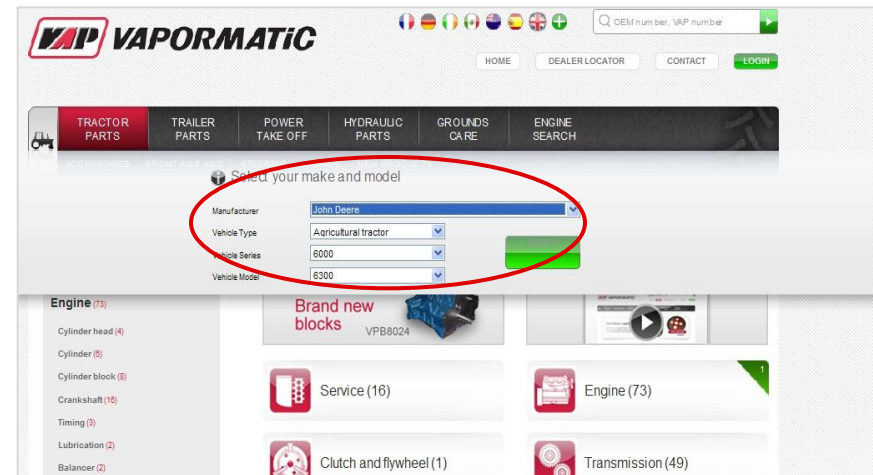 VAP VAPORMATiC
OEM number, VAP number
HOME DEALER LOCATOR CONTACT LOGIN
TRACTOR PARTS
TRAILER PARTS
POWER TAKE OFF
HYDRAULIC PARTS
GROUNDS CARE
ENGINE SEARCH
ACCESSORIES FRONT AXLE 4WD
Select your make and model
Manufacturer John Deere
Vehicle Type Agricultural tractor
Vehicle Series 6000
Vehicle Model 6300
Engine (73)
Cylinder head (4)
Cylinder (6)
Cylinder block (8)
Crankshaft (16)
Timing (3)
Lubrication (2)
Balancer (2)
Brand new
blocks VPB8024
Service (16)
Engine (73)
1
Clutch and flywheel (1)
Transmission (49)